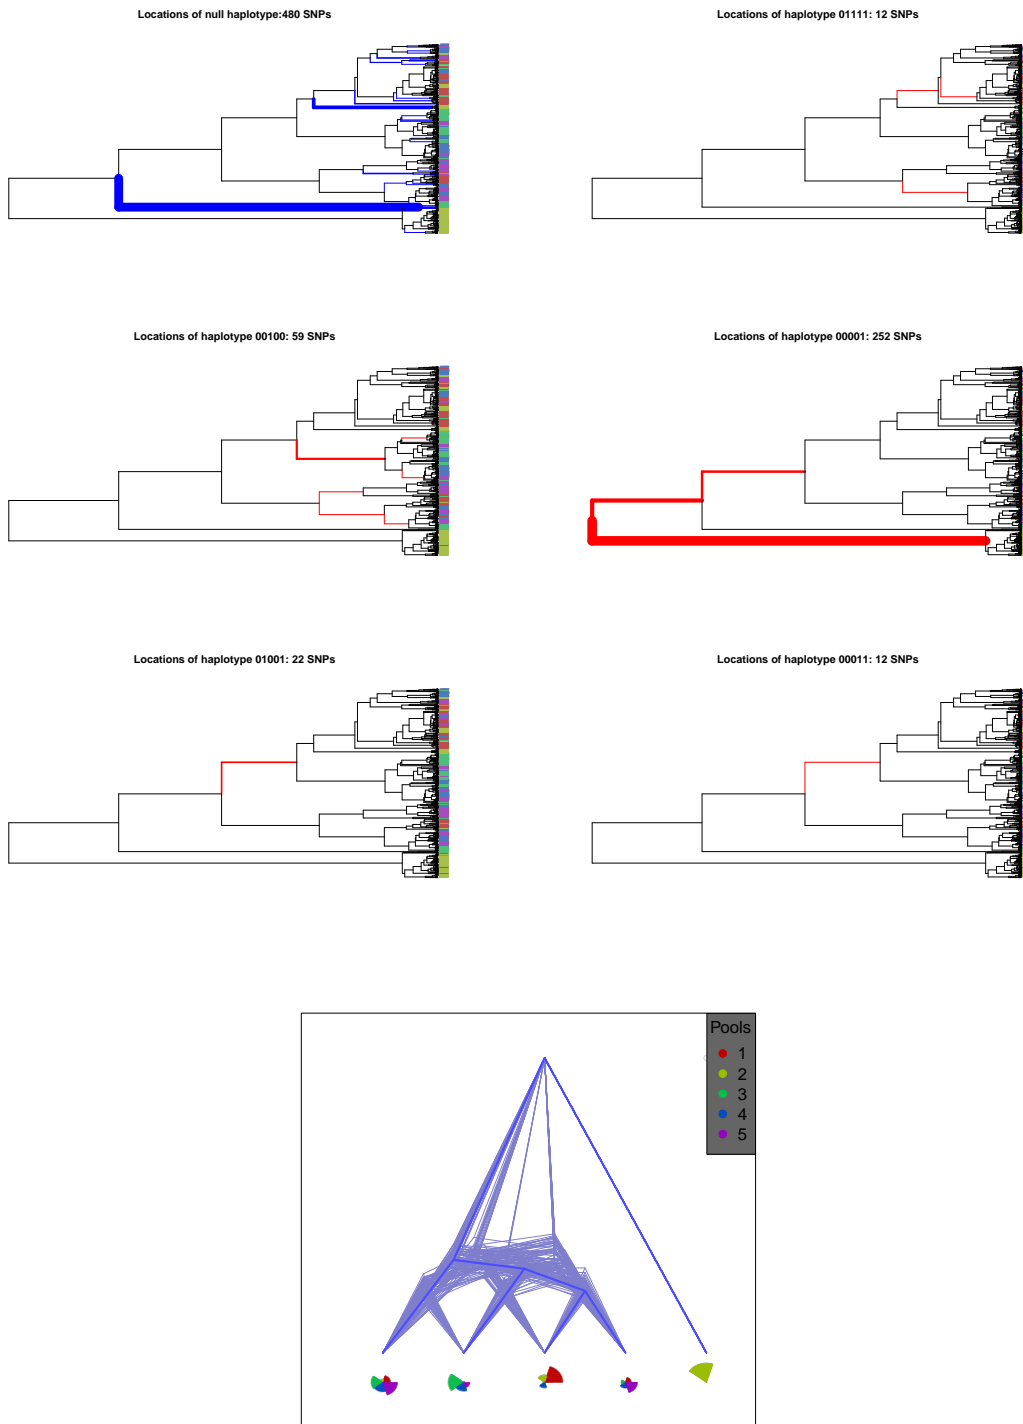 Locations of null haplotype:480 SNPs
Locations of haplotype 01111: 12 SNPs
Locations of haplotype 00100: 59 SNPs
Locations of haplotype 00001: 252 SNPs
Locations of haplotype 01001: 22 SNPs
Locations of haplotype 00011: 12 SNPs
Pools
1
2
3
4
5